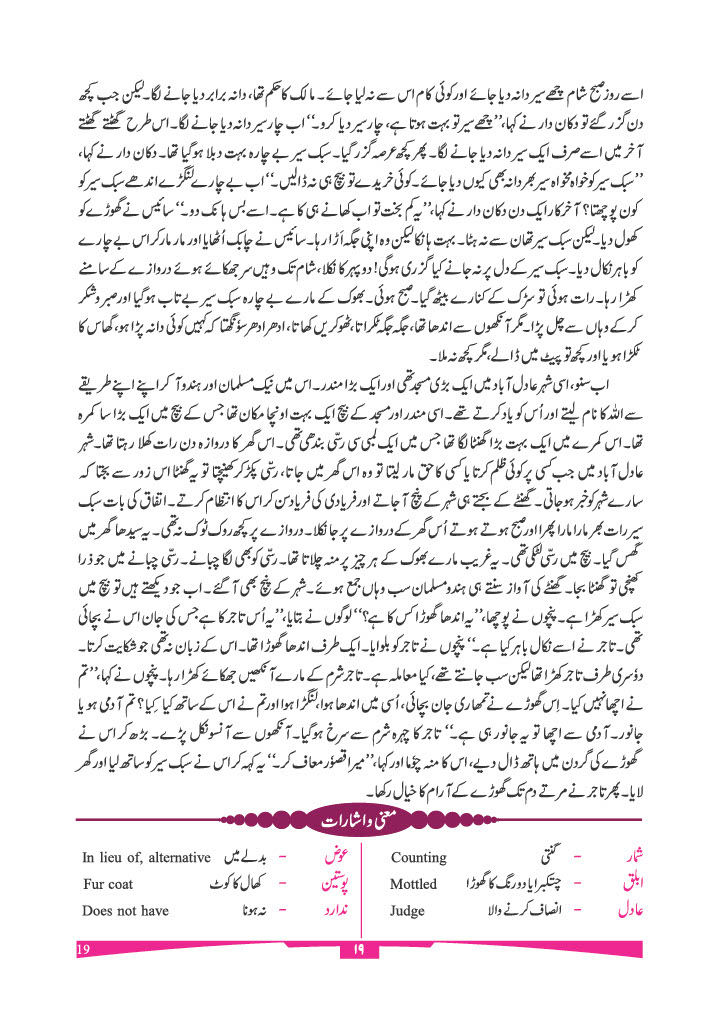 اسے روز صبح شام چھے سیر دانہ دیا جائے اور کوئی کام اس سے نہ لیا جائے۔ مالک کا حکم تھا، دانہ برابر دیا جانے لگا۔ لیکن جب کچھ
دن گزر گئے تو دکان دار نے کہا، ’’چھے سیر تو بہت ہوتا ہے، چار سیر دیا کرو۔‘‘ اب چار سیر دانہ دیا جانے لگا۔ اس طرح گھٹتے گھٹتے
آخر میں اسے صرف ایک سیر دانہ دیا جانے لگا۔ پھر کچھ عرصہ گزر گیا۔ سبک سیر بے چارہ بہت دبلا ہوگیا تھا۔ دکان دار نے کہا،
’’سبک سیر کو خواہ مخواہ سیر بھر دانہ بھی کیوں دیا جائے۔ کوئی خریدے تو بیچ ہی نہ ڈالیں۔‘‘ اب بے چارے لنگڑے اندھے سبک سیر کو
کون پوچھتا؟ آخر کار ایک دن دکان دار نے کہا، ’’یہ کم بخت تو اب کھانے ہی کا ہے۔ اسے بس ہانک دو۔‘‘ سائیس نے گھوڑے کو
کھول دیا۔ لیکن سبک سیر تھان سے نہ ہٹا۔ بہت ہانکا لیکن وہ اپنی جگہ اَڑا رہا۔ سائیس نے چابک اُٹھایا اور مار مار کر اس بے چارے
کو باہر نکال دیا۔ سبک سیر کے دل پر نہ جانے کیا گزری ہوگی! دوپہر کا نکلا، شام تک وہیں سر جھکائے ہوئے دروازے کے سامنے
کھڑا رہا۔ رات ہوئی تو سڑک کے کنارے بیٹھ گیا۔ صبح ہوئی۔ بھوک کے مارے بے چارہ سبک سیر بے تاب ہوگیا اور صبر و شکر
کرکے وہاں سے چل پڑا۔ مگر آنکھوں سے اندھا تھا، جگہ جگہ ٹکراتا، ٹھوکریں کھاتا، ادھر ادھر سؤنگھتا کہ کہیں کوئی دانہ پڑا ہو، گھاس کا
ٹکڑا ہو یا اور کچھ تو پیٹ میں ڈالے، مگر کچھ نہ ملا۔
اب سنو، اسی شہر عادل آباد میں ایک بڑی مسجد تھی اور ایک بڑا مندر۔ اس میں نیک مسلمان اور ہندو آکر اپنے اپنے طریقے
سے اللہ کا نام لیتے اور اُس کو یاد کرتے تھے۔ اسی مندر اور مسجد کے بیچ ایک بہت اونچا مکان تھا جس کے بیچ میں ایک بڑا سا کمرہ
تھا۔ اس کمرے میں ایک بہت بڑا گھنٹا لگا تھا جس میں ایک لمبی سی رسّی بندھی تھی۔ اس گھر کا دروازہ دن رات کھلا رہتا تھا۔ شہر
عادل آباد میں جب کسی پر کوئی ظلم کرتا یا کسی کا حق مار لیتا تو وہ اس گھر میں جاتا، رسّی پکڑ کر کھینچتا تو یہ گھنٹا اس زور سے بجتا کہ
سارے شہر کو خبر ہوجاتی۔ گھنٹے کے بجتے ہی شہر کے پنچ آجاتے اور فریادی کی فریاد سن کر اس کا انتظام کرتے۔ اتفاق کی بات سبک
سیر رات بھر مارا مارا پھرا اور صبح ہوتے ہوتے اُس گھر کے دروازے پر جا نکلا۔ دروازے پر کچھ روک ٹوک نہ تھی۔ یہ سیدھا گھر میں
گھس گیا۔ بیچ میں رسّی لٹکی تھی۔ یہ غریب مارے بھوک کے ہر چیز پر منہ چلاتا تھا۔ رسّی کو بھی لگا چبانے۔ رسّی چبانے میں جو ذرا
کھنچی تو گھنٹا بجا۔ گھنٹے کی آواز سنتے ہی ہندو مسلمان سب وہاں جمع ہوئے۔ شہر کے پنچ بھی آگئے۔ اب جو دیکھتے ہیں تو بیچ میں
سبک سیر کھڑا ہے۔ پنچوں نے پوچھا، ’’یہ اندھا گھوڑا کس کا ہے؟‘‘ لوگوں نے بتایا، ’’یہ اُس تاجر کا ہے جس کی جان اس نے بچائی
تھی۔ تاجر نے اسے نکال باہر کیا ہے۔‘‘ پنچوں نے تاجر کو بلوایا۔ ایک طرف اندھا گھوڑا تھا۔ اس کے زبان نہ تھی جو شکایت کرتا۔
دوٗسری طرف تاجر کھڑا تھا لیکن سب جانتے تھے، کیا معاملہ ہے۔ تاجر شرم کے مارے آنکھیں جھکائے کھڑا رہا۔ پنچوں نے کہا، ’’تم
نے اچھا نہیں کیا۔ اِس گھوڑے نے تمھاری جان بچائی، اُسی میں اندھا ہوا، لنگڑا ہوا اور تم نے اس کے ساتھ کیا کِیا؟ تم آدمی ہو یا
جانور۔ آدمی سے اچھا تو یہ جانور ہی ہے۔‘‘ تاجر کا چہرہ شرم سے سرخ ہوگیا۔ آنکھوں سے آنسو نکل پڑے۔ بڑھ کر اس نے
گھوڑے کی گردن میں ہاتھ ڈال دیے، اس کا منہ چوٗما اور کہا، ’’میرا قصوٗر معاف کر۔‘‘ یہ کہہ کر اس نے سبک سیر کو ساتھ لیا اور گھر
لایا۔ پھر تاجر نے مرتے دم تک گھوڑے کے آرام کا خیال رکھا۔
معنی و اشارات
شمار – گنتی Counting
ابلق – چتکبرا یا دو رنگ کا گھوڑا Mottled
عادل – انصاف کرنے والا Judge
عوض – بدلے میں In lieu of, alternative
پوستین – کھال کا کوٹ Fur coat
ندارد – نہ ہونا Does not have
19
۱۹